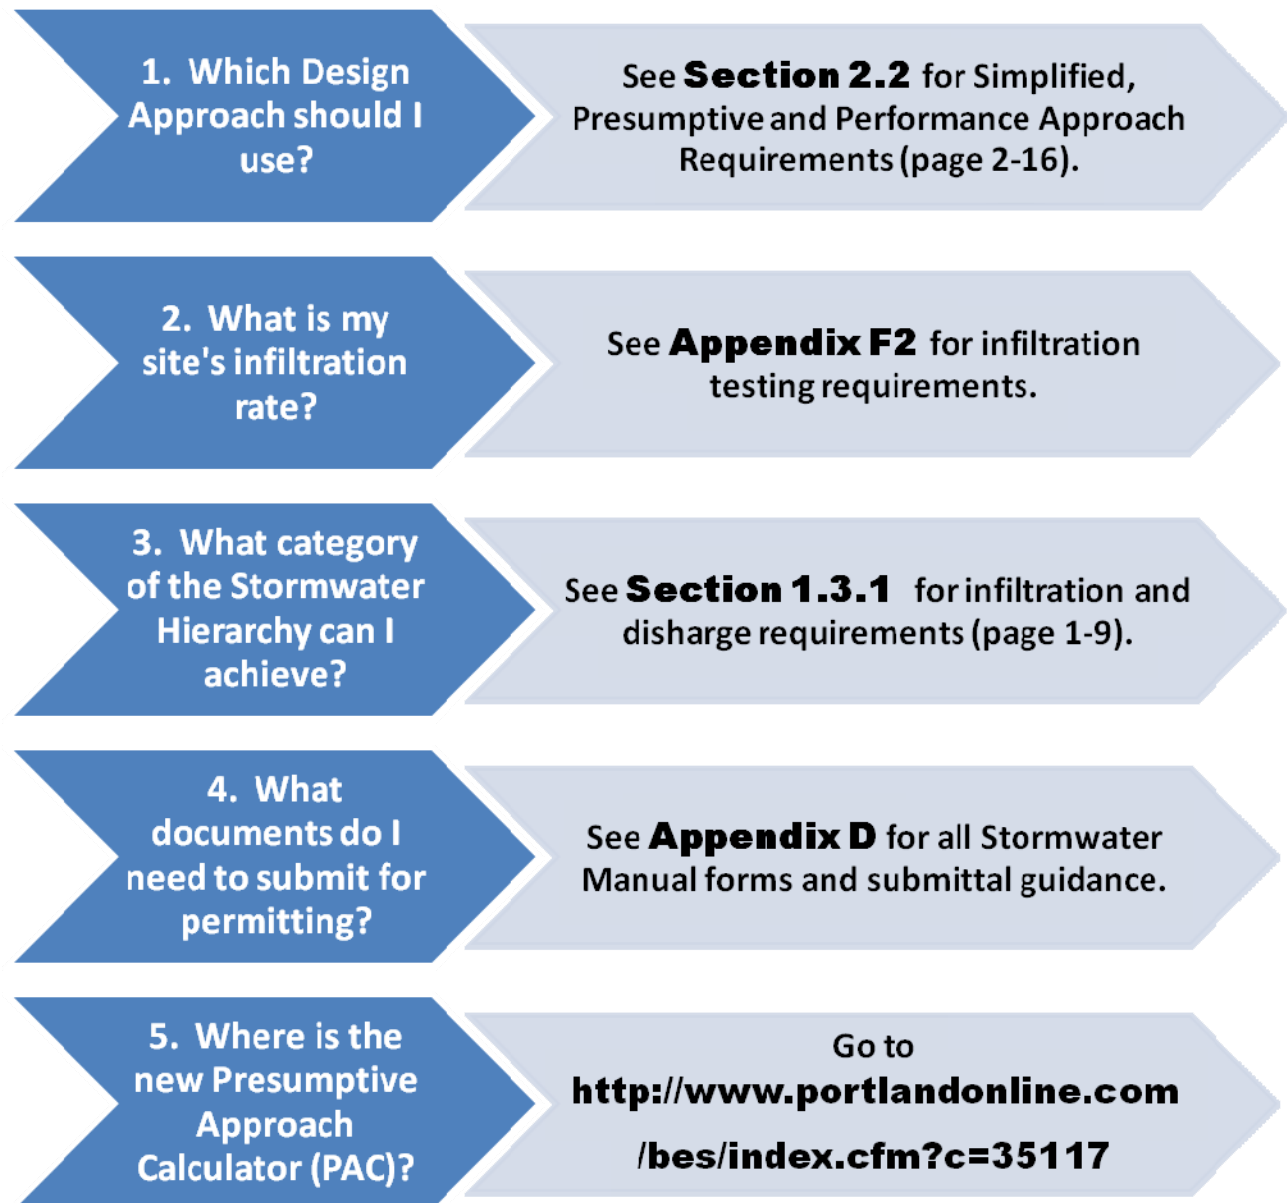 1. Which Design
Approach should I
use?
See Section 2.2 for Simplified,
Presumptive and Performance Approach
Requirements (page 2-16).
2. What is my
site's infiltration
rate?
See Appendix F2 for infiltration
testing requirements.
3. What category
of the Stormwater
Hierarchy can I
achieve?
See Section 1.3.1 for infiltration and
disharge requirements (page 1-9).
4. What
documents do I
need to submit for
permitting?
See Appendix D for all Stormwater
Manual forms and submittal guidance.
5. Where is the
new Presumptive
Approach
Calculator (PAC)?
Go to
http://www.portlandonline.com
/bes/index.cfm?c=35117